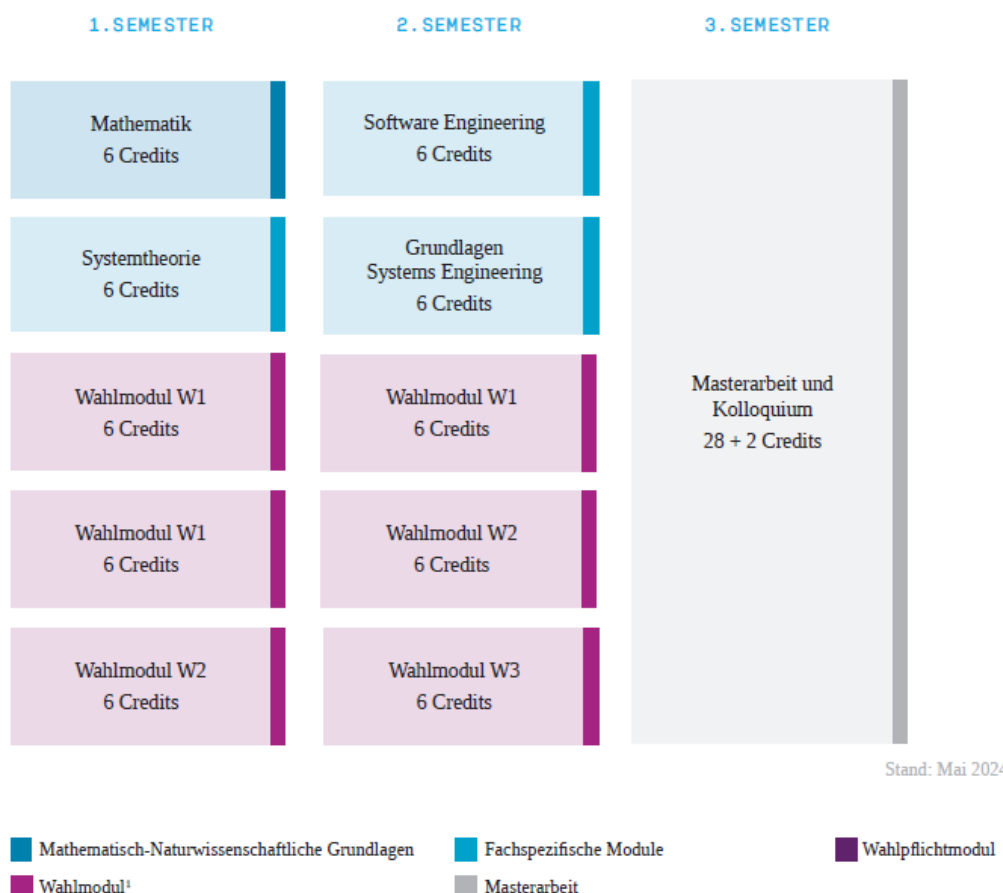 1.SEMESTER
2.SEMESTER
3.SEMESTER
Mathematik
6 Credits
Systemtheorie
6 Credits
Wahlmodul W1
6 Credits
Wahlmodul W1
6 Credits
Wahlmodul W2
6 Credits
Software Engineering
6 Credits
Grundlagen
Systems Engineering
6 Credits
Wahlmodul W1
6 Credits
Wahlmodul W2
6 Credits
Wahlmodul W3
6 Credits
Masterarbeit und
Kolloquium
28 + 2 Credits
Stand: Mai 2024
Mathematisch-Naturwissenschaftliche Grundlagen
Fachspezifische Module
Wahlpflichtmodul
Wahlmodul¹
Masterarbeit